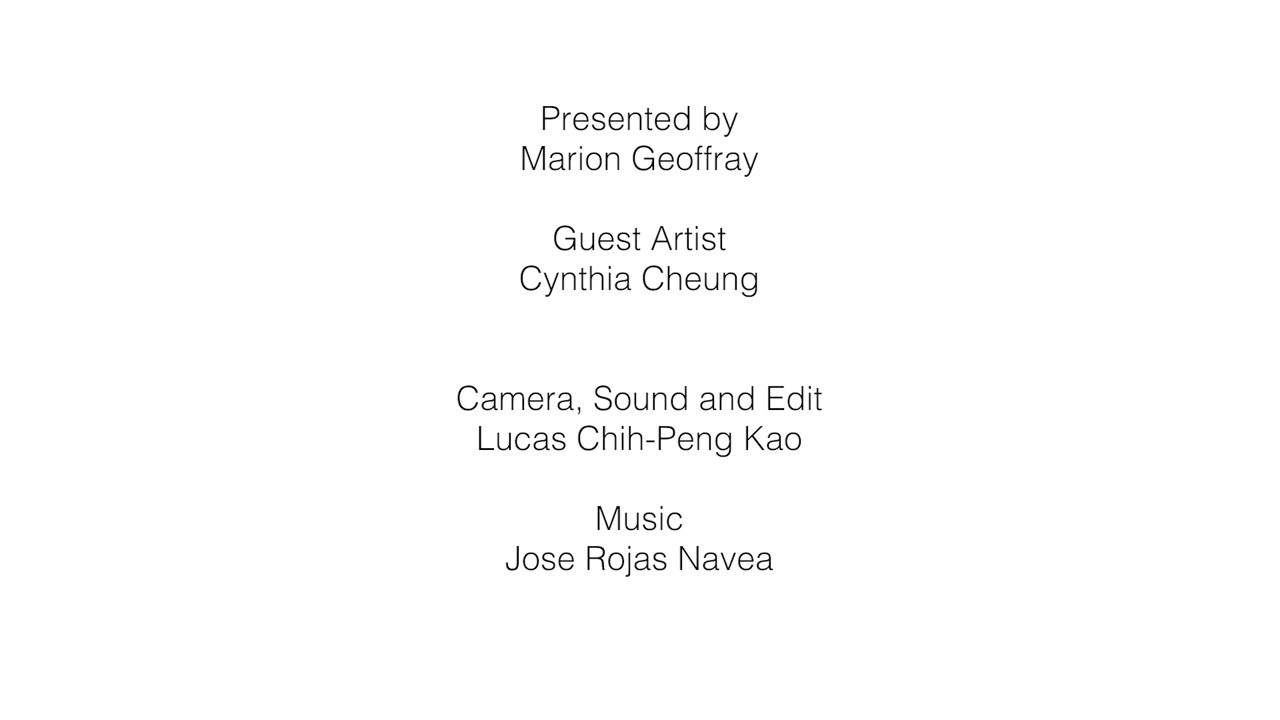 Presented by
Marion Geoffray
Guest Artist
Cynthia Cheung
Camera, Sound and Edit
Lucas Chih-Peng Kao
Music
Jose Rojas Navea